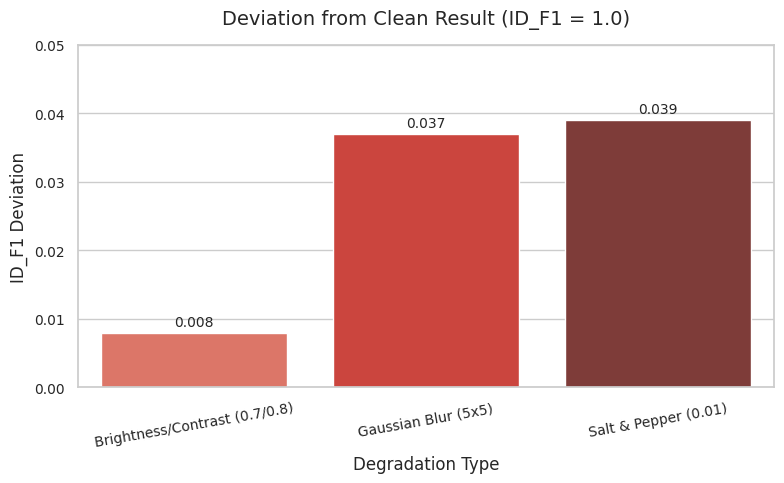 Deviation from Clean Result (ID_F1 = 1.0)
ID_F1 Deviation
0.05
0.04
0.03
0.02
0.01
0.00
0.008
0.037
0.039
Brightness/Contrast (0.7/0.8)
Gaussian Blur (5x5)
Salt & Pepper (0.01)
Degradation Type